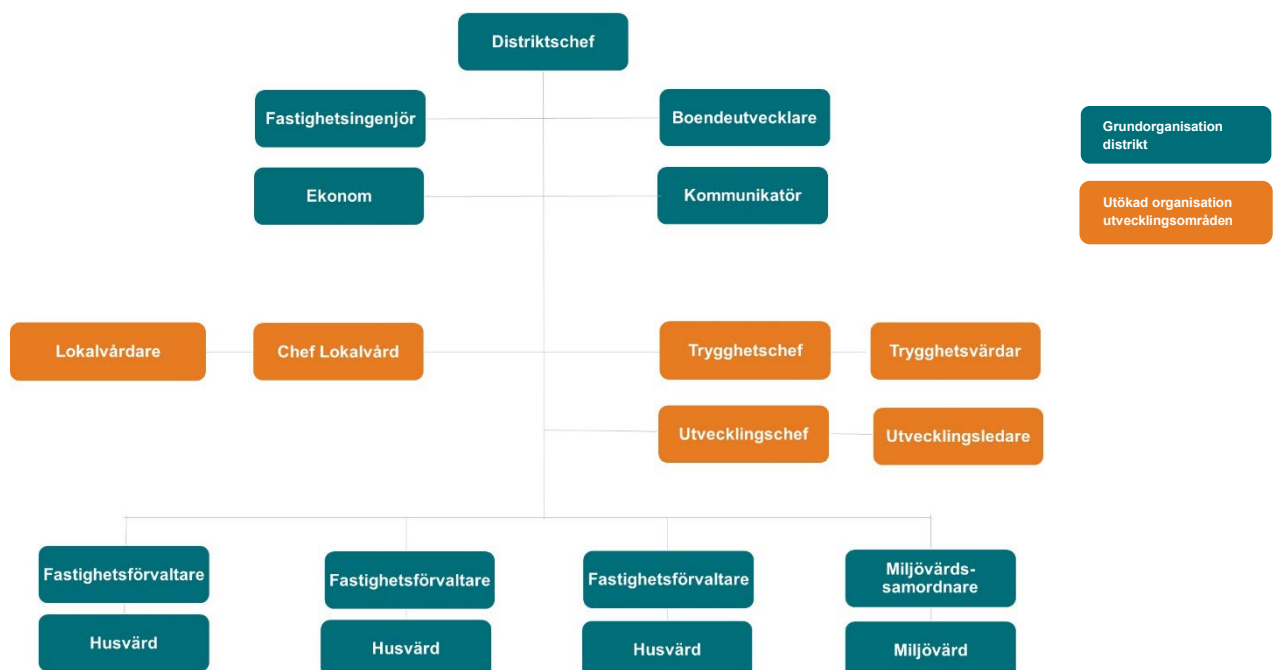 Distriktschef
Fastighetsingenjör
Boendeutvecklare
Grundorganisation
distrikt
Ekonom
Kommunikatör
Utökad organisation
utvecklingsområden
Lokalvårdare
Chef Lokalvård
Trygghetschef
Trygghetsvärdar
Utvecklingschef
Utvecklingsledare
Fastighetsförvaltare
Fastighetsförvaltare
Fastighetsförvaltare
Miljövärds-
samordnare
Husvärd
Husvärd
Husvärd
Miljövärd